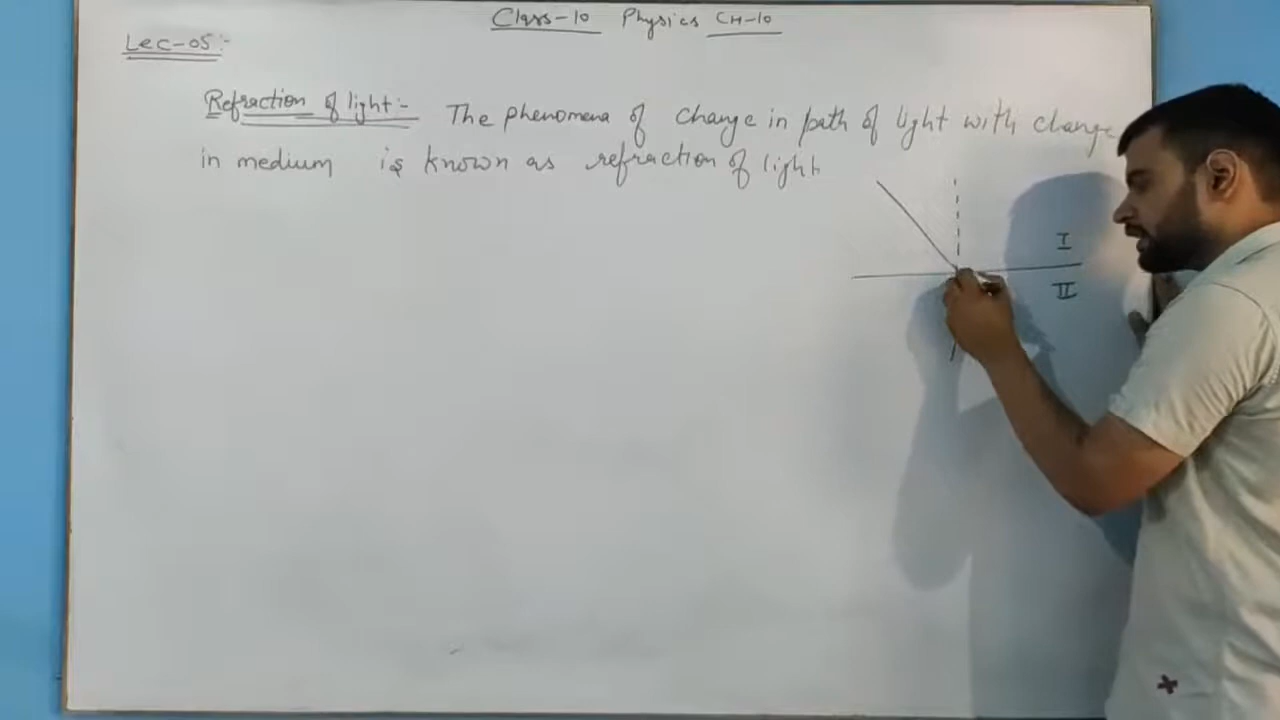 Class-10 Physics CH-10
Lec-05:-
Refraction of light:- The phenomena of change in path of light with change
in medium is known as refraction of light
I
II